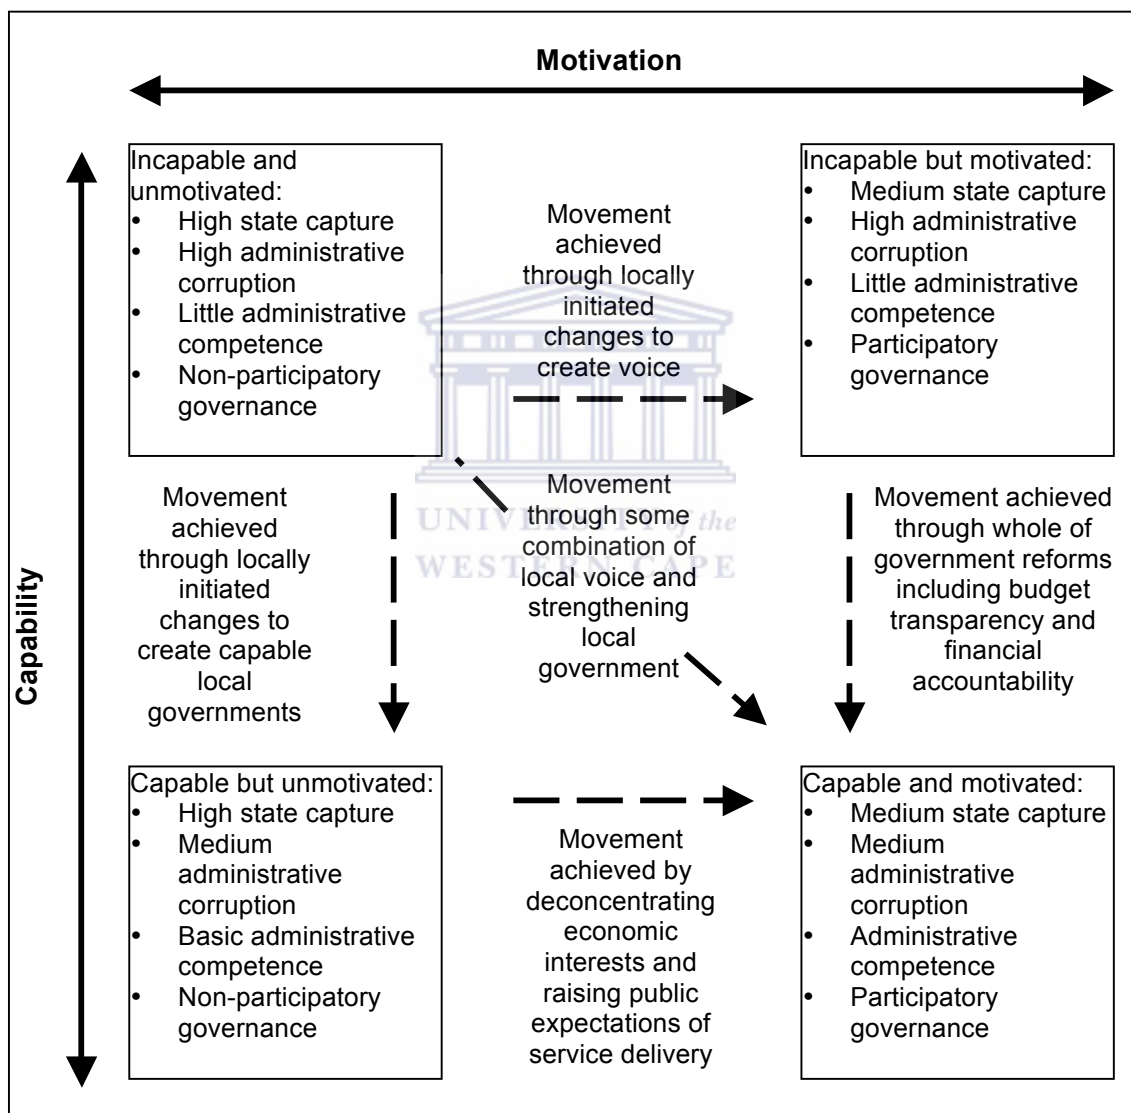 Motivation
Capability
Incapable and
unmotivated:
• High state capture
• High administrative
corruption
• Little administrative
competence
• Non-participatory
governance
Movement
achieved
through locally
initiated
changes to
create voice
Incapable but motivated:
• Medium state capture
• High administrative
corruption
• Little administrative
competence
• Participatory
governance
Movement
achieved
through locally
initiated
changes to
create capable
local
governments
Movement
through some
combination of
local voice and
strengthening
local
government
UNIVERSITY of the
WESTERN CAPE
Movement achieved
through whole of
government reforms
including budget
transparency and
financial
accountability
Capable but unmotivated:
• High state capture
• Medium
administrative
corruption
• Basic administrative
competence
• Non-participatory
governance
Movement
achieved by
deconcentrating
economic
interests and
raising public
expectations of
service delivery
Capable and motivated:
• Medium state capture
• Medium
administrative
corruption
• Administrative
competence
• Participatory
governance